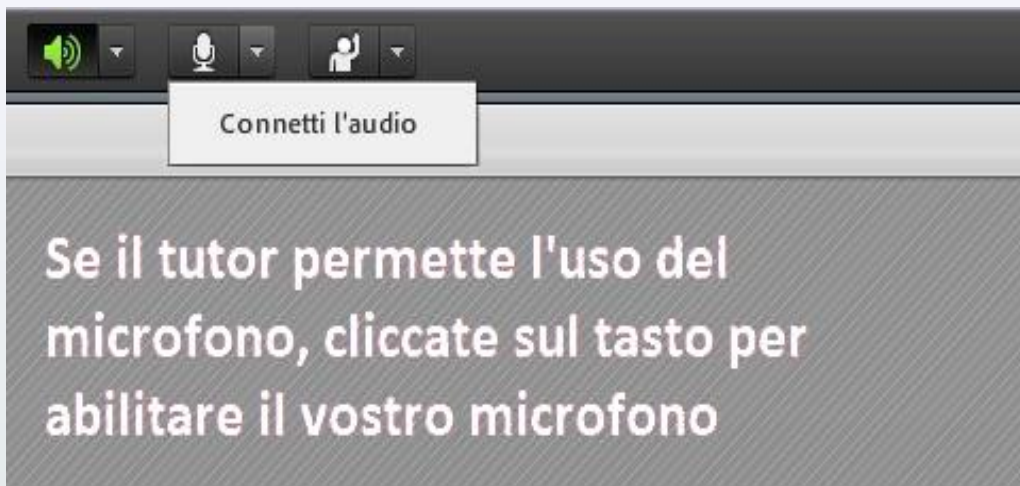 Connetti l'audio
Se il tutor permette l'uso del
microfono, cliccate sul tasto per
abilitare il vostro microfono